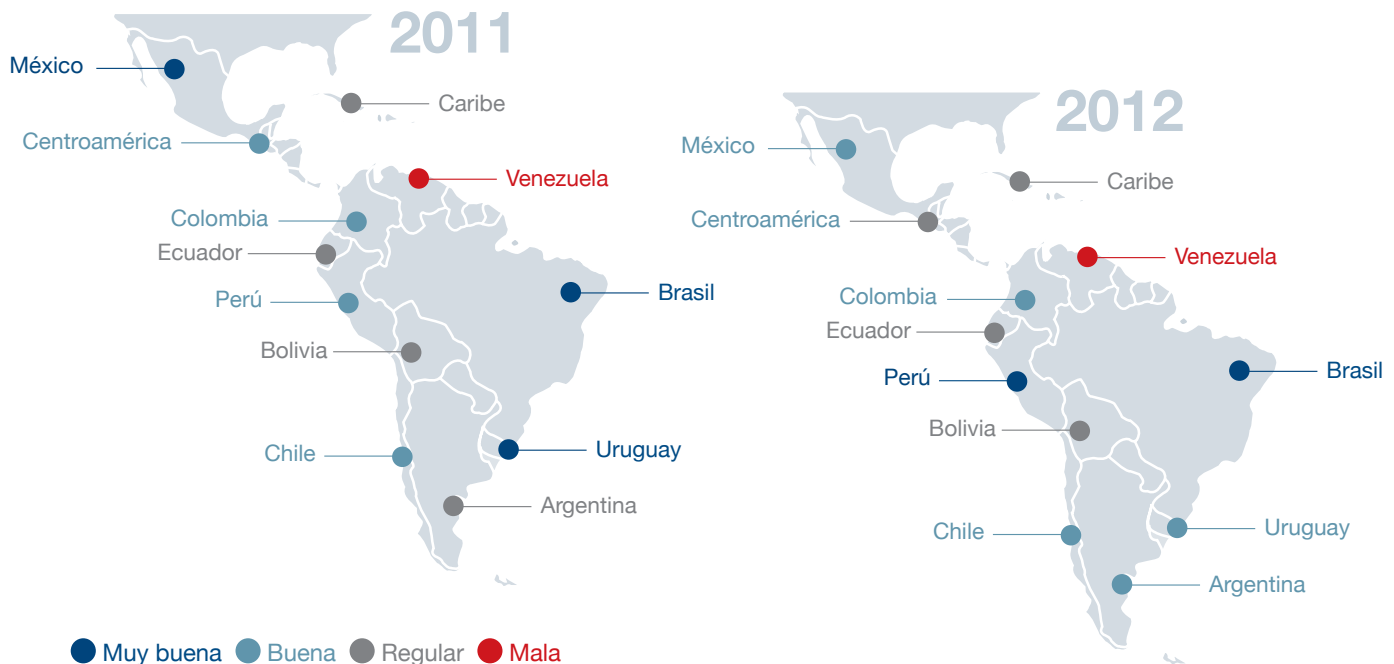 2011
México
Caribe
Centroamérica
Venezuela
Colombia
Ecuador
Perú
Brasil
Bolivia
Chile
Uruguay
Argentina
2012
México
Caribe
Centroamérica
Venezuela
Colombia
Ecuador
Perú
Brasil
Bolivia
Chile
Uruguay
Argentina
Muy buena Buena Regular Mala